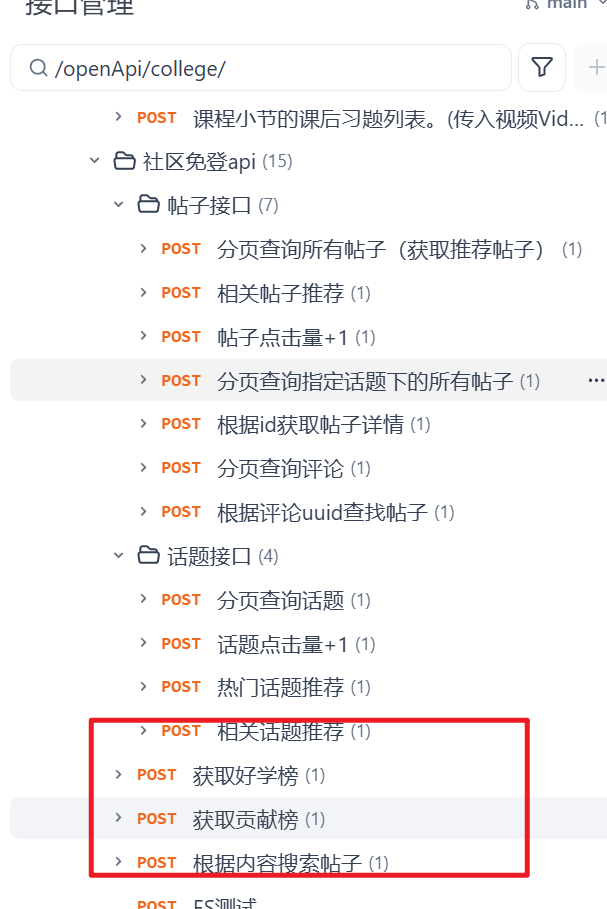 接口管理
main
/openApi/college/
POST 课程小节的课后习题列表。(传入视频Vid... (1
社区免登api (15)
帖子接口 (7)
POST 分页查询所有帖子（获取推荐帖子） (1)
POST 相关帖子推荐 (1)
POST 帖子点击量+1 (1)
POST 分页查询指定话题下的所有帖子 (1) ...
POST 根据id获取帖子详情 (1)
POST 分页查询评论 (1)
POST 根据评论uuid查找帖子 (1)
话题接口 (4)
POST 分页查询话题 (1)
POST 话题点击量+1 (1)
POST 热门话题推荐 (1)
POST 相关话题推荐 (1)
POST 获取好学榜 (1)
POST 获取贡献榜 (1)
POST 根据内容搜索帖子 (1)
POST ES测试